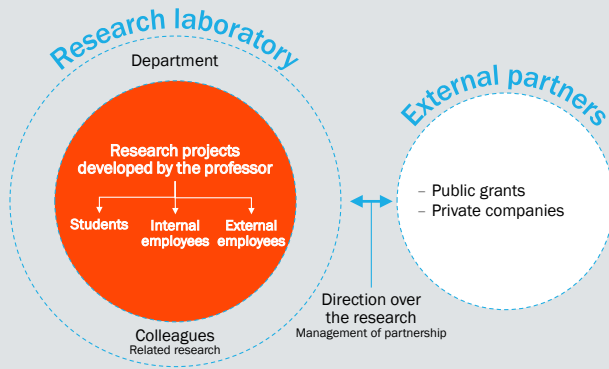 Research laboratory
Department
Research projects
developed by the professor
Students
Internal
employees
External
employees
Colleagues
Related research
External partners
– Public grants
– Private companies
Direction over
the research
Management of partnership